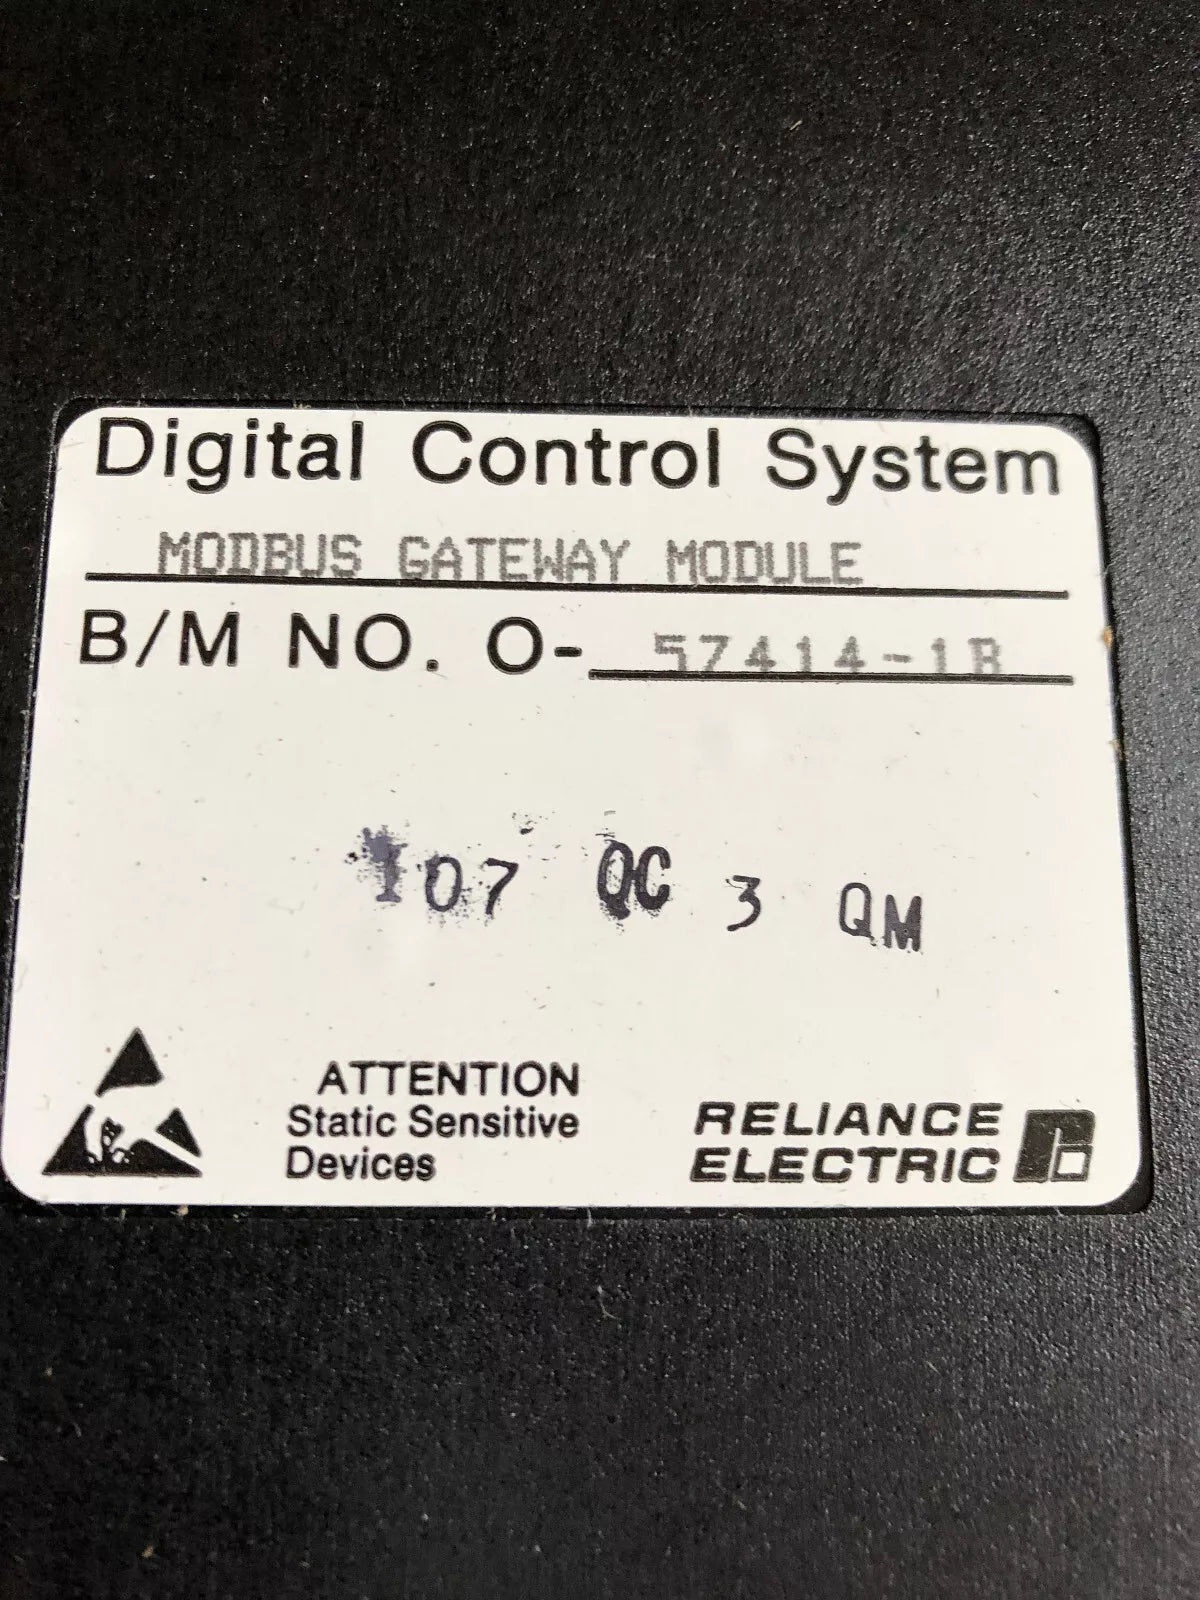 Digital Control System
MODBUS GATEWAY MODULE
B/M NO. O- 57414-1B
107 QC 3 QM
ATTENTION
Static Sensitive
Devices
RELIANCE
ELECTRIC